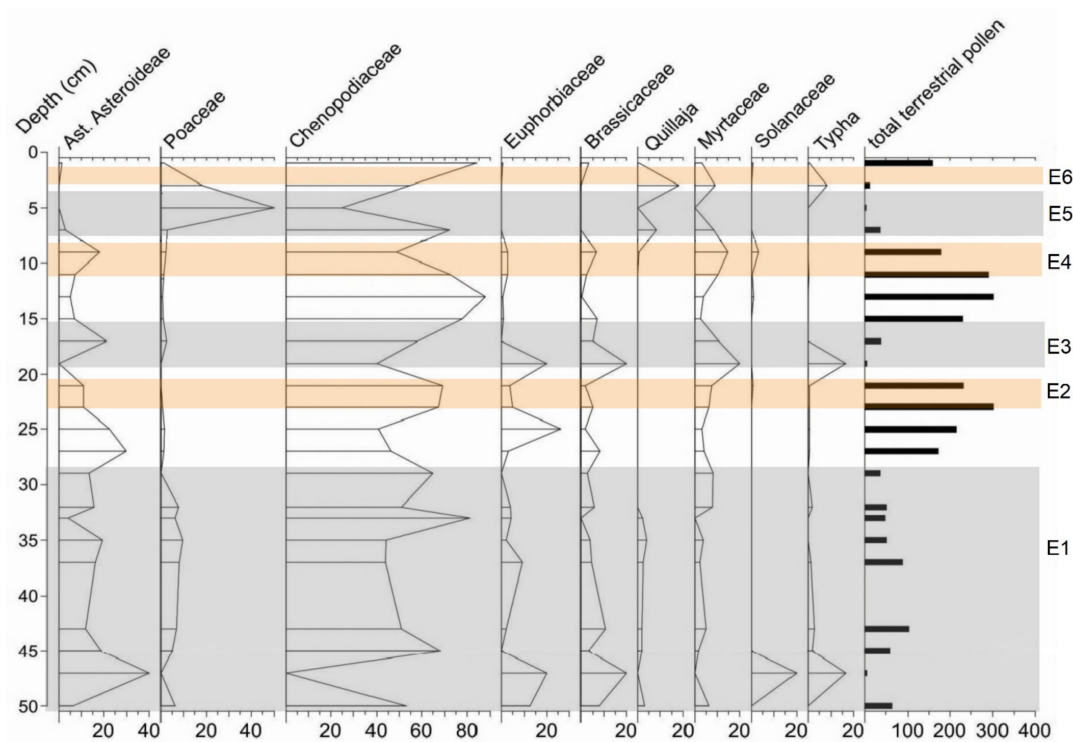 Depth (cm)
Ast. Asteroideae
Poaceae
Chenopodiaceae
Euphorbiaceae
Brassicaceae
Quillaja
Myrtaceae
Solanaceae
Typha
total terrestrial pollen
0
5
10
15
20
25
30
35
40
45
50
E6
E5
E4
E3
E2
E1
20 40 20 40 20 40 60 80 20 20 20 20 20 20 100 200 300 400